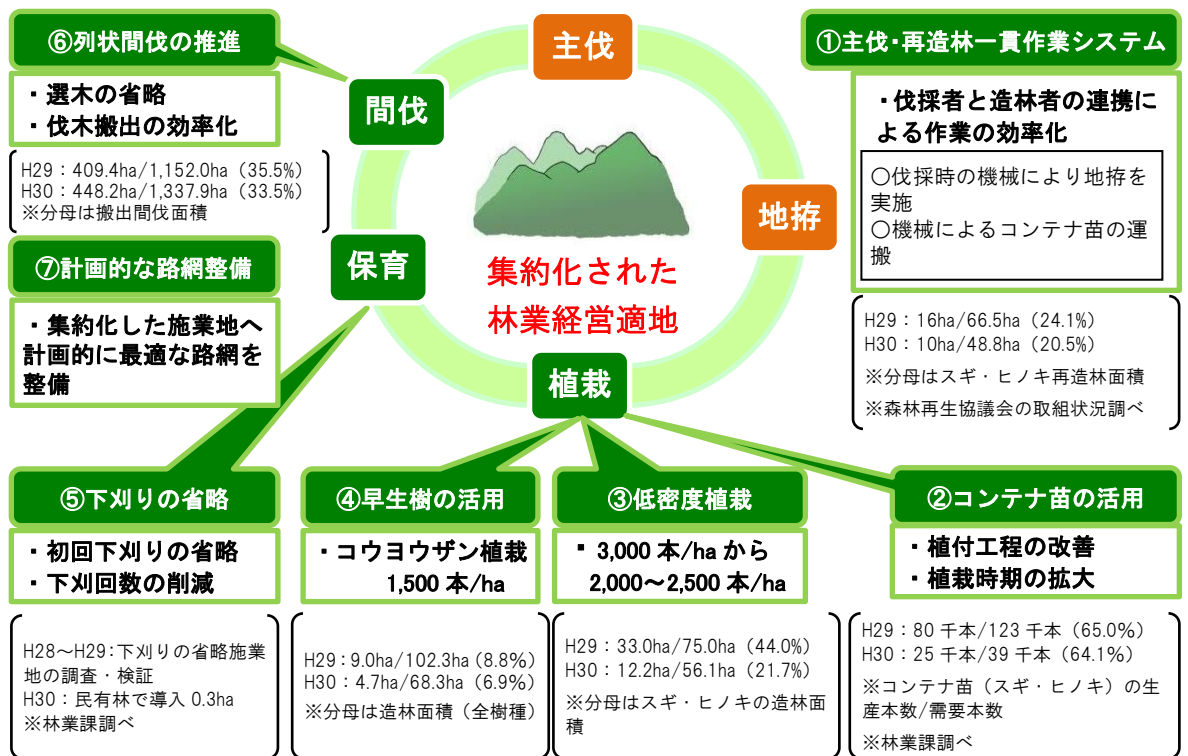 ⑥列状間伐の推進
・選木の省略
・伐木搬出の効率化
H29：409.4ha/1,152.0ha（35.5%）
H30：448.2ha/1,337.9ha（33.5%）
※分母は搬出間伐面積
⑦計画的な路網整備
・集約化した施業地へ
計画的に最適な路網を
整備
主伐
間伐
地拵
保育
植栽
集約化された
林業経営適地
①主伐・再造林一貫作業システム
・伐採者と造林者の連携に
よる作業の効率化
〇伐採時の機械により地拵を
実施
〇機械によるコンテナ苗の運
搬
H29：16ha/66.5ha（24.1%）
H30：10ha/48.8ha（20.5%）
※分母はスギ・ヒノキ再造林面積
※森林再生協議会の取組状況調べ
⑤下刈りの省略
・初回下刈りの省略
・下刈回数の削減
H28～H29：下刈りの省略施業
地の調査・検証
H30：民有林で導入 0.3ha
※林業課調べ
④早生樹の活用
・コウヨウザン植栽
1,500 本/ha
H29：9.0ha/102.3ha（8.8%）
H30：4.7ha/68.3ha（6.9%）
※分母は造林面積（全樹種）
③低密度植栽
・3,000 本/ha から
2,000～2,500 本/ha
H29：33.0ha/75.0ha（44.0%）
H30：12.2ha/56.1ha（21.7%）
※分母はスギ・ヒノキの造林面
積
②コンテナ苗の活用
・植付工程の改善
・植栽時期の拡大
H29：80 千本/123 千本（65.0%）
H30：25 千本/39 千本（64.1%）
※コンテナ苗（スギ・ヒノキ）の生
産本数/需要本数
※林業課調べ